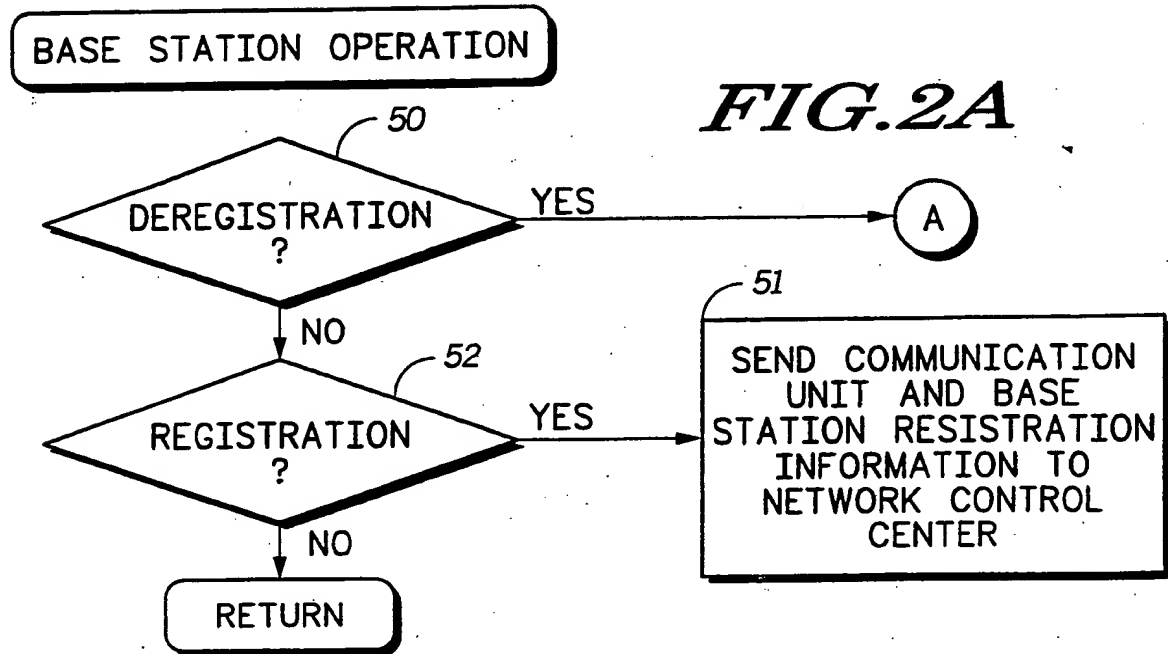 BASE STATION OPERATION
FIG.2A
50
DEREGISTRATION
?
YES
A
NO
51
52
REGISTRATION
?
YES
SEND COMMUNICATION
UNIT AND BASE
STATION RESISTRATION
INFORMATION TO
NETWORK CONTROL
CENTER
NO
RETURN